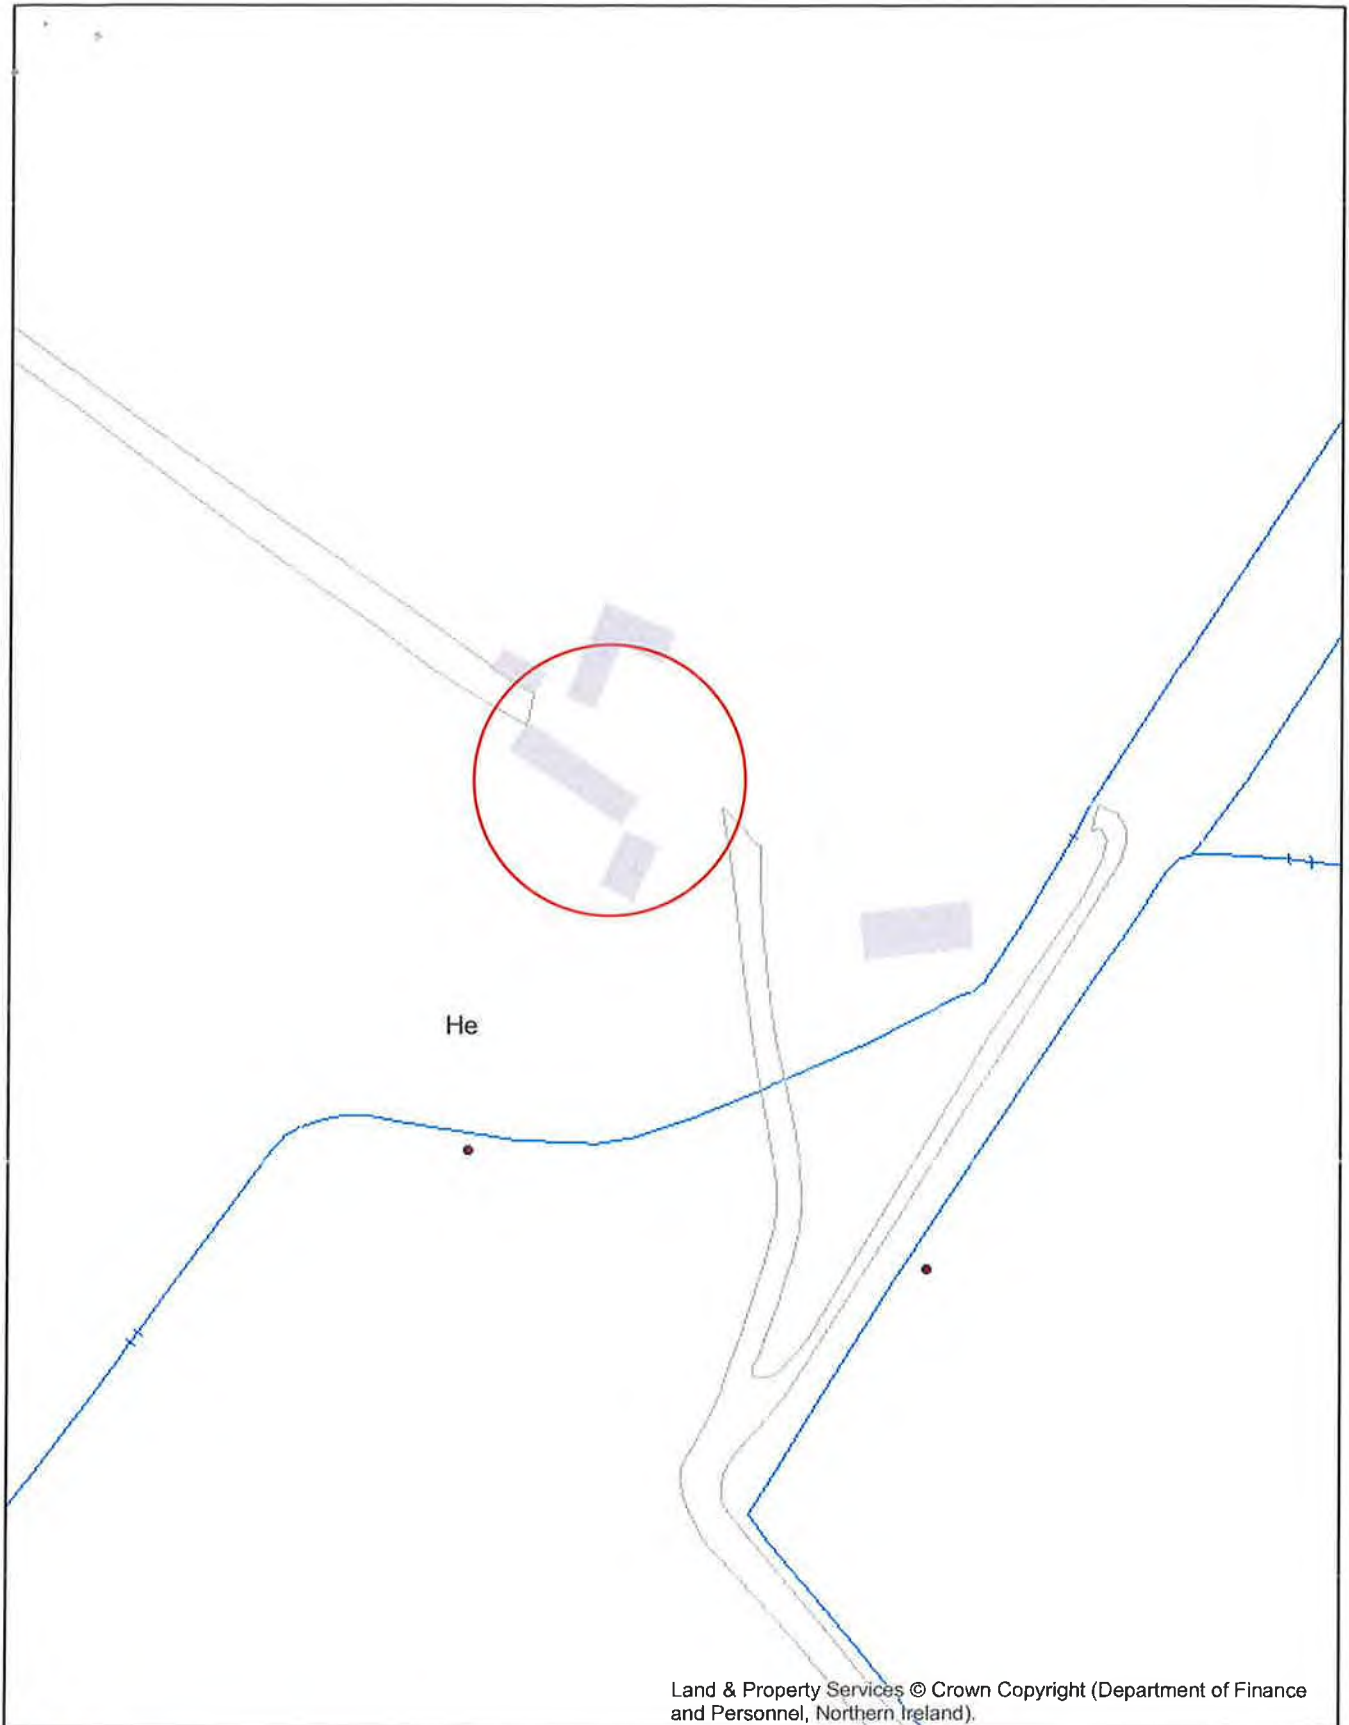 He
Land & Property Services © Crown Copyright (Department of Finance
and Personnel, Northern Ireland).